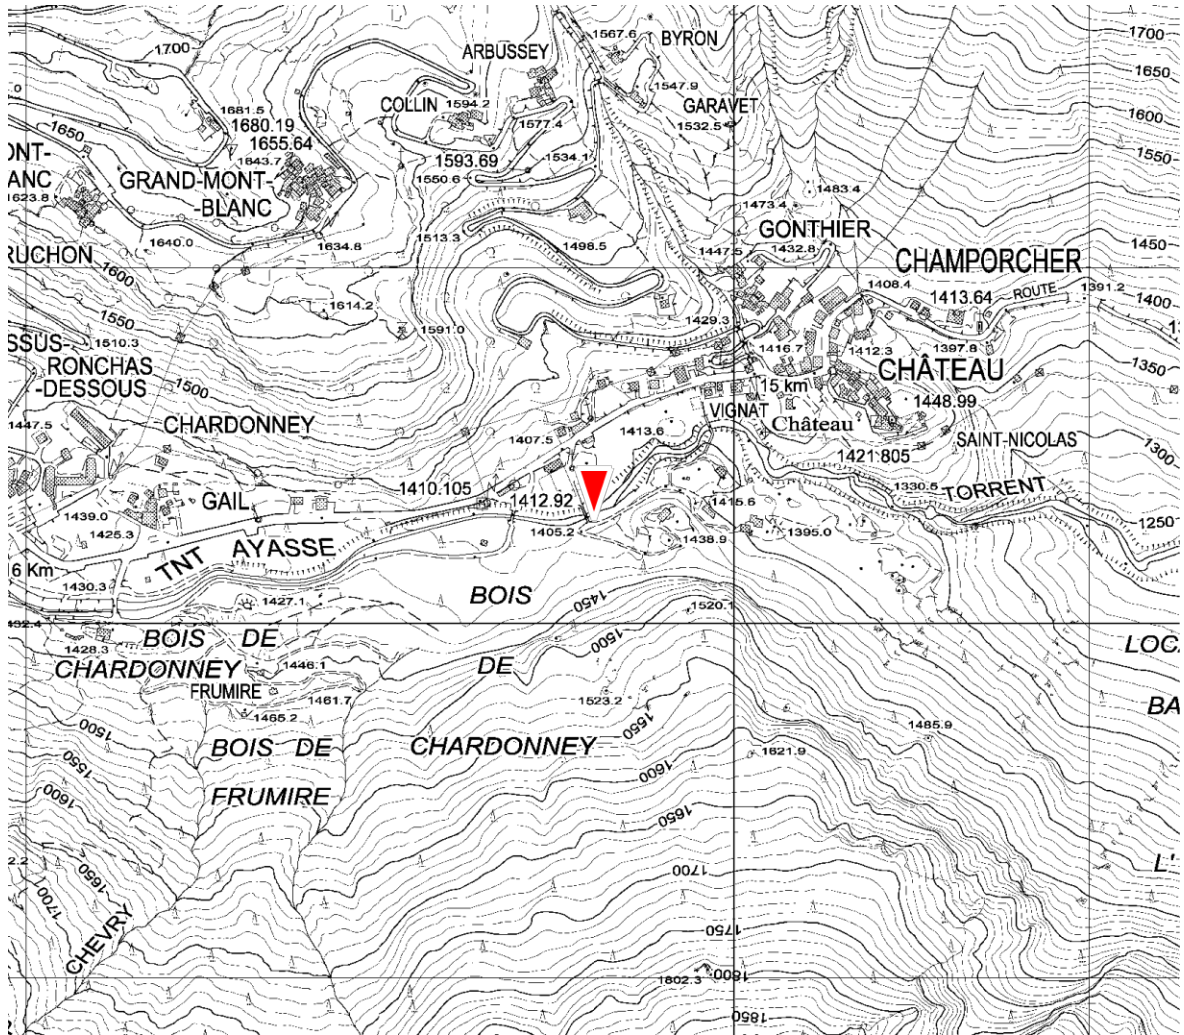 1567.6
BYRON
1700
1700
ARBUSSEY
1650
1547.9
COLLIN
1594.2
GARAVET
1681.5
1680.19
1577.4
1532.5
1600
1650
1655.64
1593.69
1534.1
1550
1643.7
GRAND-MONT-
-BLANC
1550.6
1483.4
1623.8
1473.4
GONTHIER
1500
1513.3
1498.5
1447.5
1432.8
1450
1640.0
1634.8
RUCHON
CHAMPORCHER
1600
1408.4
1413.64
ROUTE
1391.2
1400
1614.2
1550
1591.0
1429.3
1510.3
1416.7
1412.3
1397.8
RONCHAS
-DESSOUS
1350
CHÂTEAU
1500
15 km
1448.99
VIGNAT
CHARDONNEY
Château
1447.5
1407.5
1413.6
SAINT-NICOLAS
1421.805
1300
1410.105
1412.92
1415.6
1330.5
TORRENT
GAIL
1439.0
1405.2
1438.9
1395.0
1250
1425.3
TNT AYASSE
6 Km
1430.3
BOIS
1450
1427.1
1520.1
1432.4
BOIS DE
1500
1428.3
CHARDONNEY
1446.1
DE
FRUMIRE
1461.7
1523.2
1465.2
1550
1500
BOIS DE
CHARDONNEY
1485.9
1550
1621.9
1600
FRUMIRE
1600
1650
1650
1700
1700
CHEVRY
1750
1802.3
1800
1850